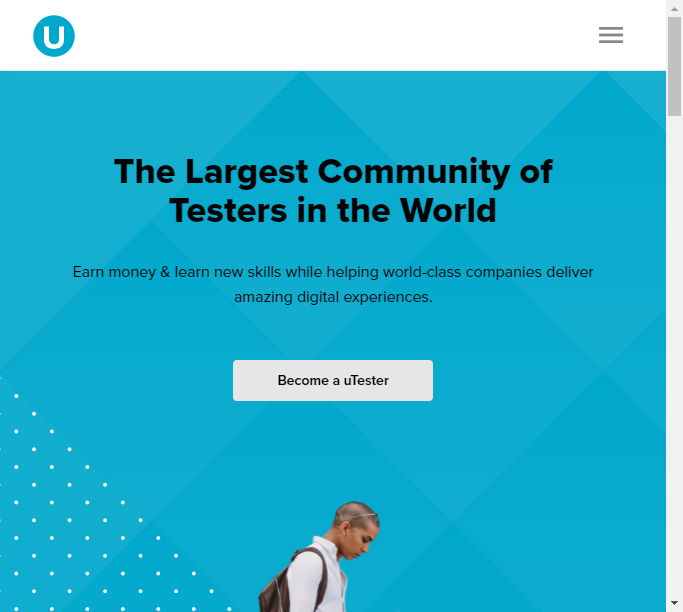 U
The Largest Community of
Testers in the World
Earn money & learn new skills while helping world-class companies deliver
amazing digital experiences.
Become a uTester